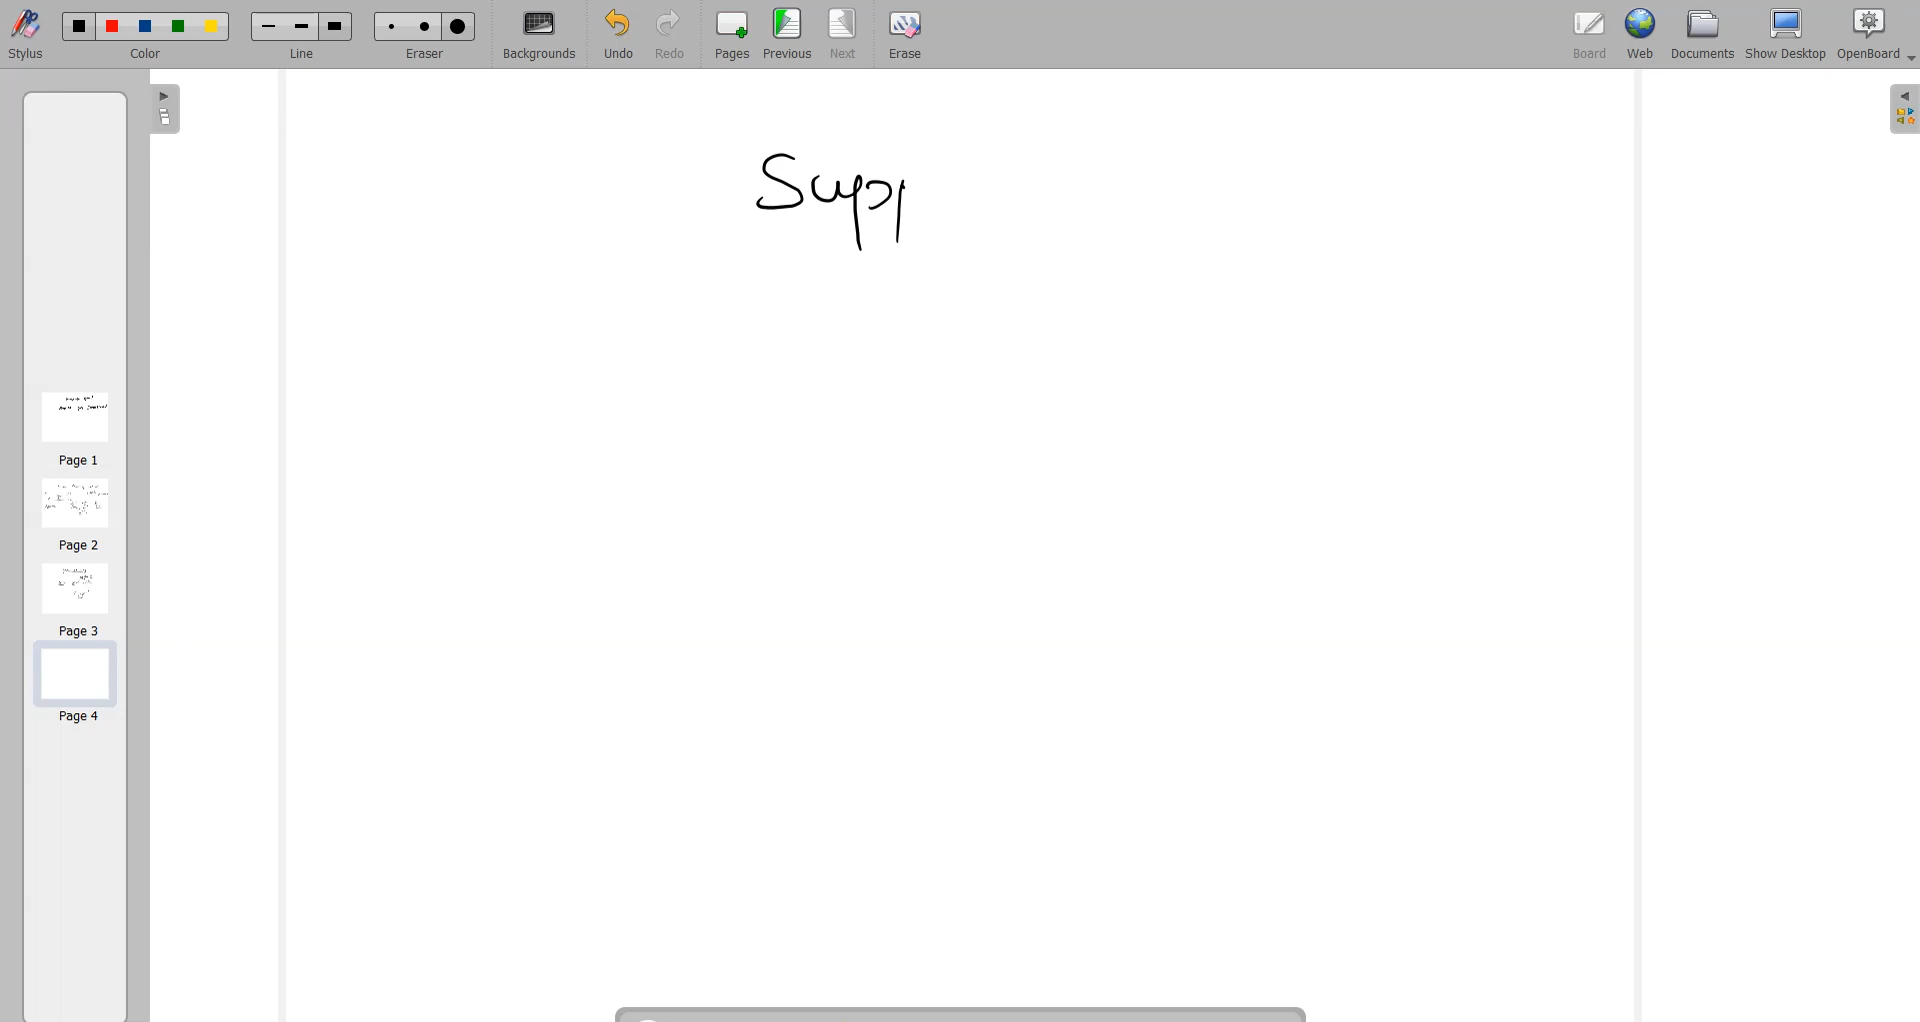 Stylus
Color
Line
Eraser
Backgrounds
Undo
Redo
Pages
Previous
Next
Erase
Board
Web
Documents
Show Desktop
OpenBoard
Page 1
Page 2
Page 3
Page 4
Supp